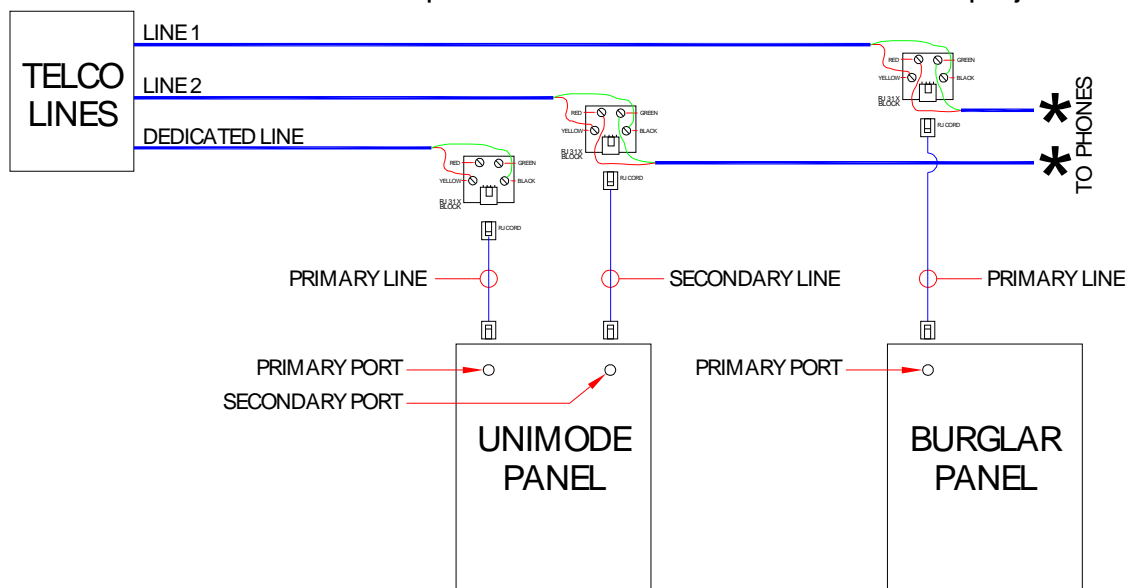 LINE 1
TELCO LINES
LINE 2
DEDICATED LINE
RED
GREEN
YELLOW
BLACK
RJ 31X BLOCK
RJ CORD
RED
GREEN
YELLOW
BLACK
RJ 31X BLOCK
RJ CORD
RED
GREEN
YELLOW
BLACK
RJ 31X BLOCK
RJ CORD
* TO PHONES
*
PRIMARY LINE
SECONDARY LINE
PRIMARY LINE
PRIMARY PORT
SECONDARY PORT
PRIMARY PORT
UNIMODE PANEL
BURGLAR PANEL